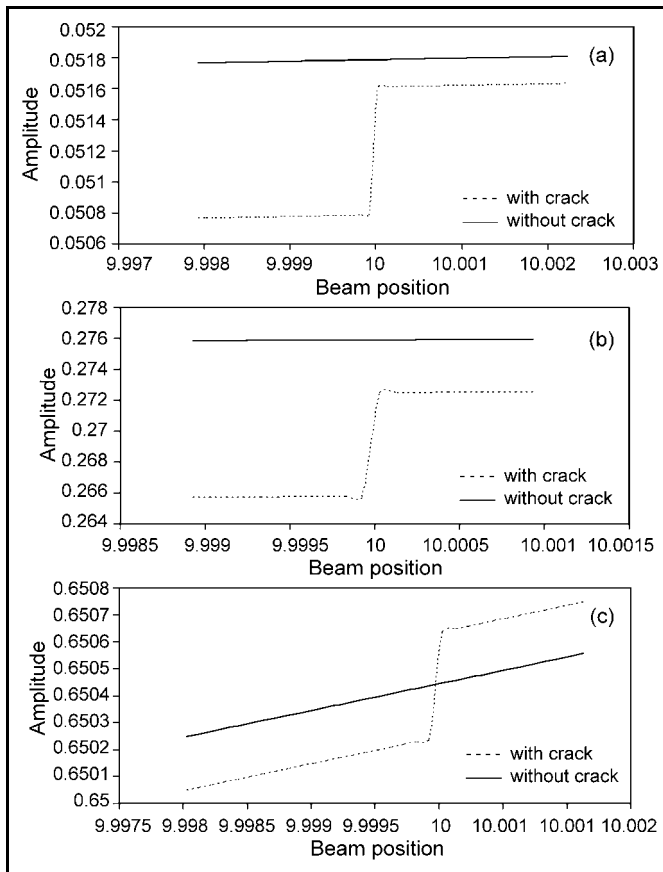 0.052
0.0518
0.0516
0.0514
0.0512
0.051
0.0508
0.0506
Amplitude
(a)
with crack
without crack
9.997 9.998 9.999 10 10.001 10.002 10.003
Beam position
0.278
0.276
0.274
0.272
0.27
0.268
0.266
0.264
Amplitude
(b)
with crack
without crack
9.9985 9.999 9.9995 10 10.0005 10.001 10.0015
Beam position
0.6508
0.6507
0.6506
0.6505
0.6504
0.6503
0.6502
0.6501
0.65
Amplitude
(c)
with crack
without crack
9.9975 9.998 9.9985 9.999 9.9995 10 10.001 10.001 10.002
Beam position